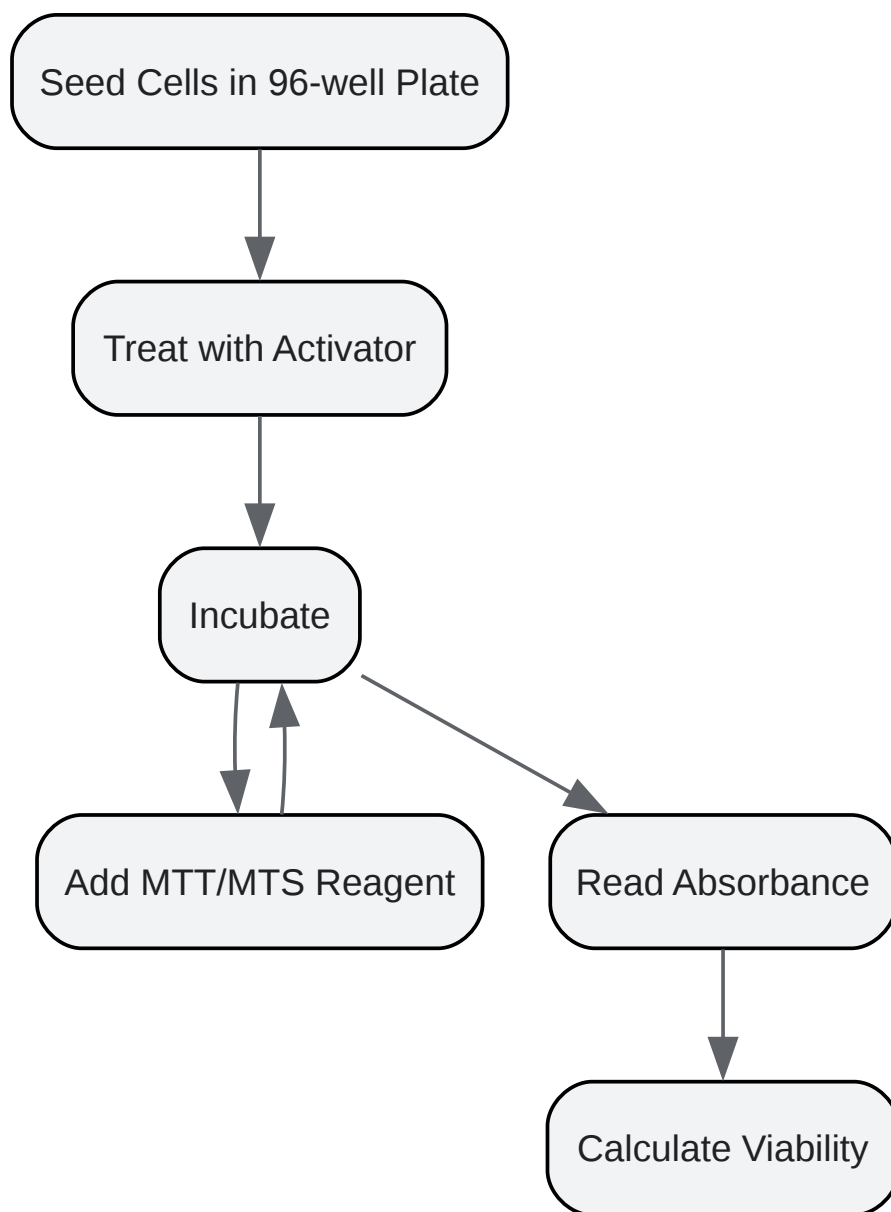 Seed Cells in 96-well Plate
Treat with Activator
Incubate
Add MTT/MTS Reagent
Read Absorbance
Calculate Viability